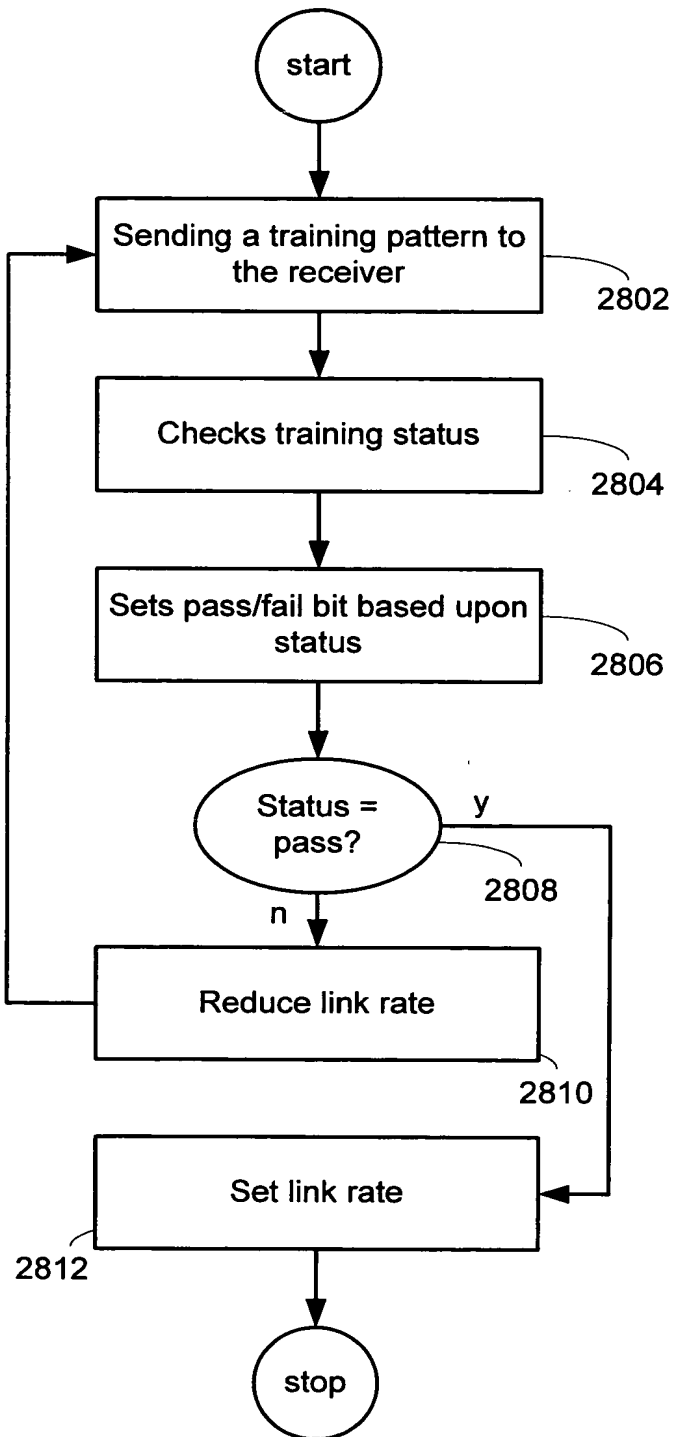 start
Sending a training pattern to
the receiver
2802
Checks training status
2804
Sets pass/fail bit based upon
status
2806
Status =
pass?
y
2808
n
Reduce link rate
2810
Set link rate
2812
stop